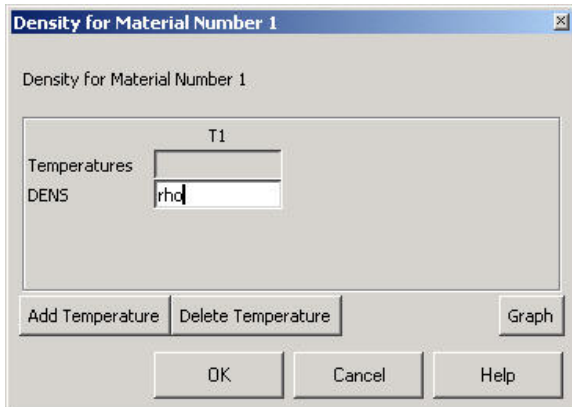 Density for Material Number 1
Density for Material Number 1
T1
Temperatures
DENS rho
Add Temperature Delete Temperature Graph
OK Cancel Help